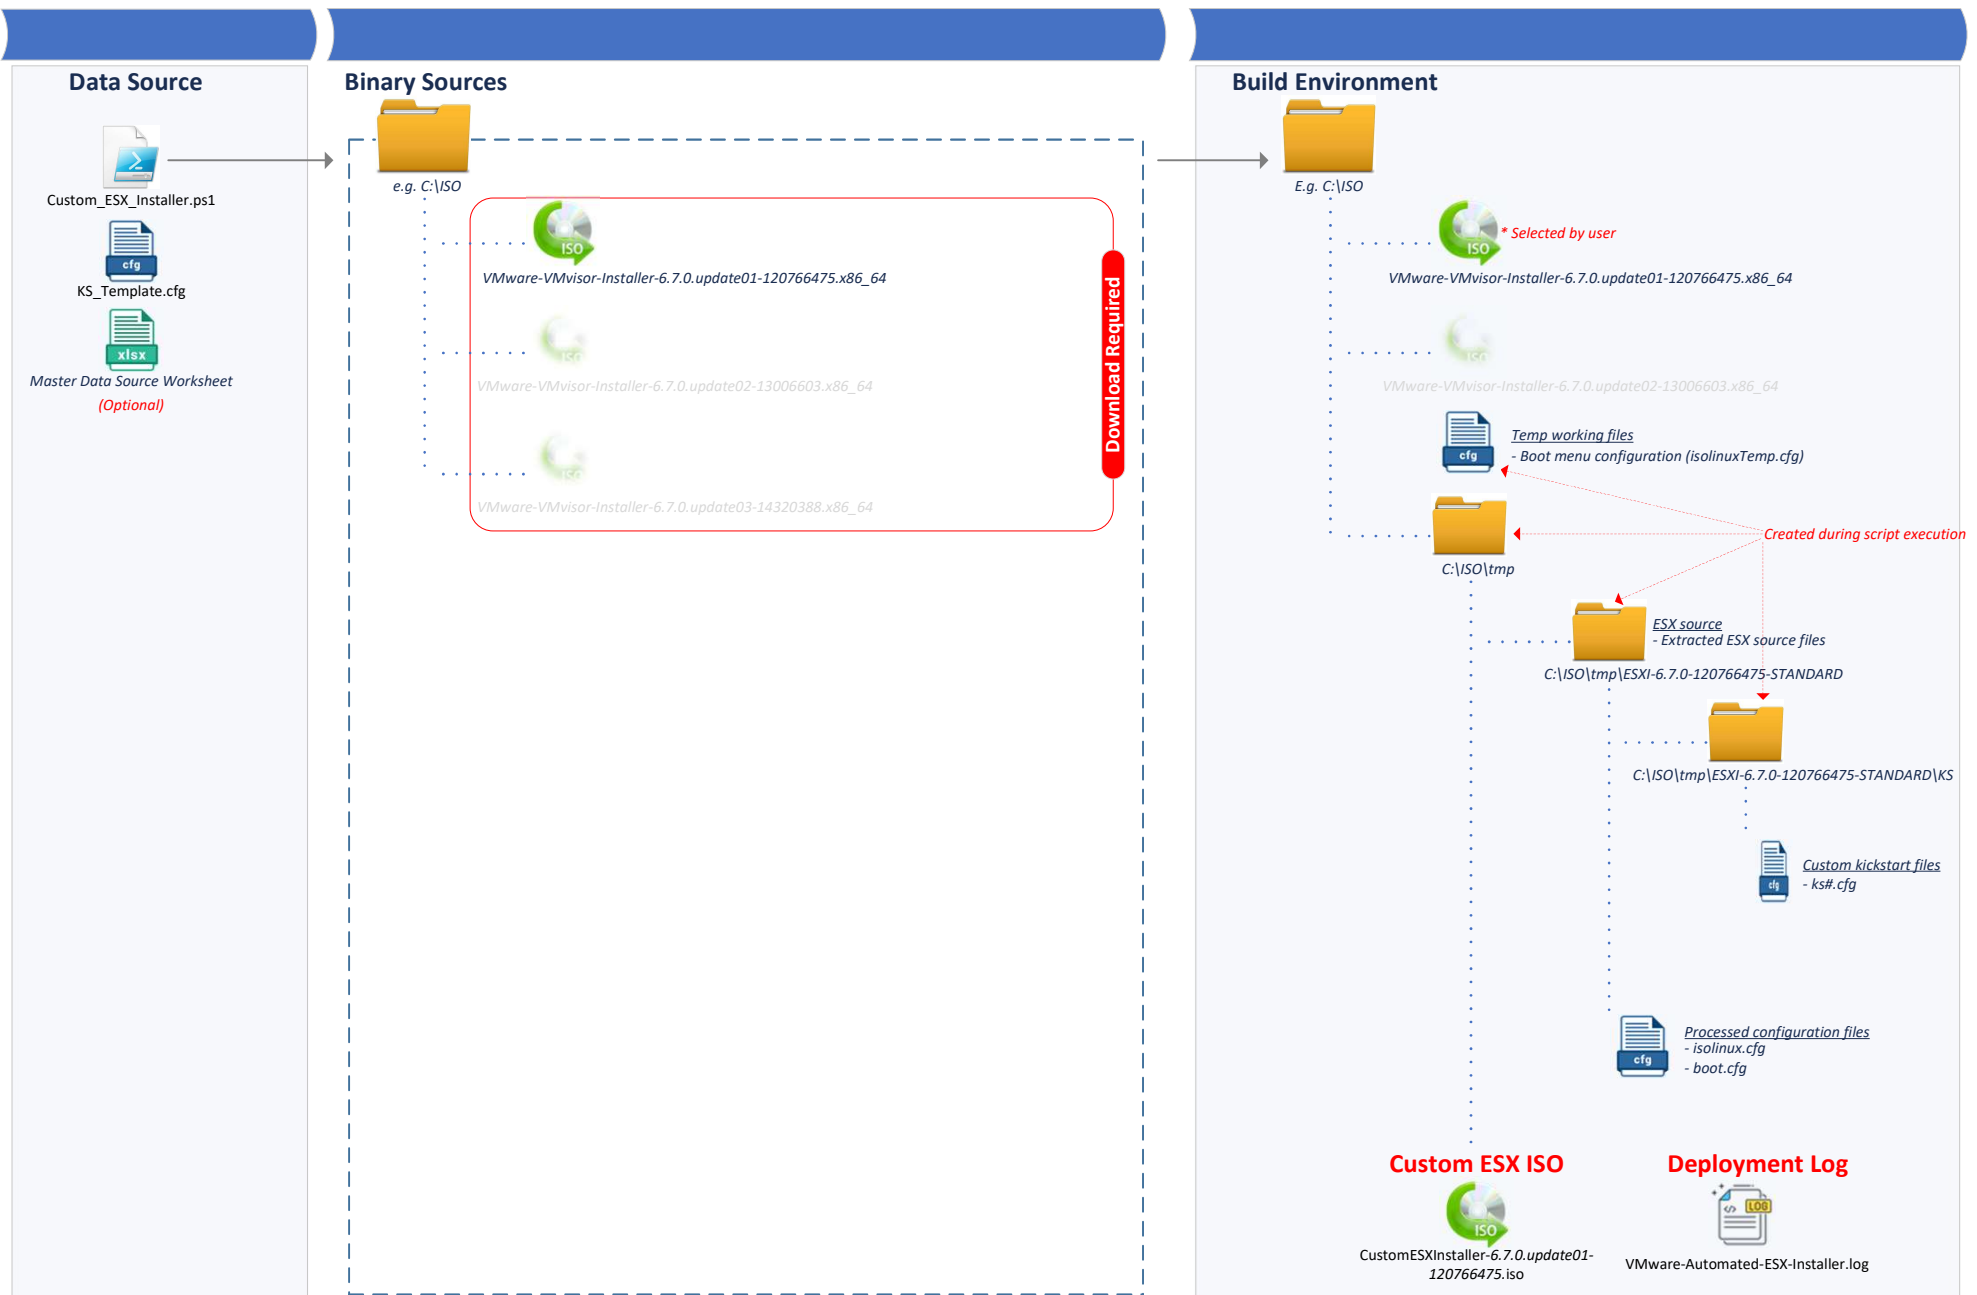 Data Source
Custom_ESX_Installer.ps1
cfg
KS_Template.cfg
xlsx
Master Data Source Worksheet
(Optional)
Binary Sources
e.g. C:\ISO
ISO
VMware-VMvisor-Installer-6.7.0.update01-120766475.x86_64
ISO
VMware-VMvisor-Installer-6.7.0.update02-13006603.x86_64
ISO
VMware-VMvisor-Installer-6.7.0.update03-14320388.x86_64
Download Required
Build Environment
E.g. C:\ISO
ISO
* Selected by user
VMware-VMvisor-Installer-6.7.0.update01-120766475.x86_64
ISO
VMware-VMvisor-Installer-6.7.0.update02-13006603.x86_64
cfg
Temp working files
- Boot menu configuration (isolinuxTemp.cfg)
Created during script execution
C:\ISO\tmp
ESX source
- Extracted ESX source files
C:\ISO\tmp\ESXI-6.7.0-120766475-STANDARD
C:\ISO\tmp\ESXI-6.7.0-120766475-STANDARD\KS
cfg
Custom kickstart files
- ks#.cfg
cfg
Processed configuration files
- isolinux.cfg
- boot.cfg
Custom ESX ISO
ISO
CustomESXInstaller-6.7.0.update01-
120766475.iso
Deployment Log
LOG
VMware-Automated-ESX-Installer.log